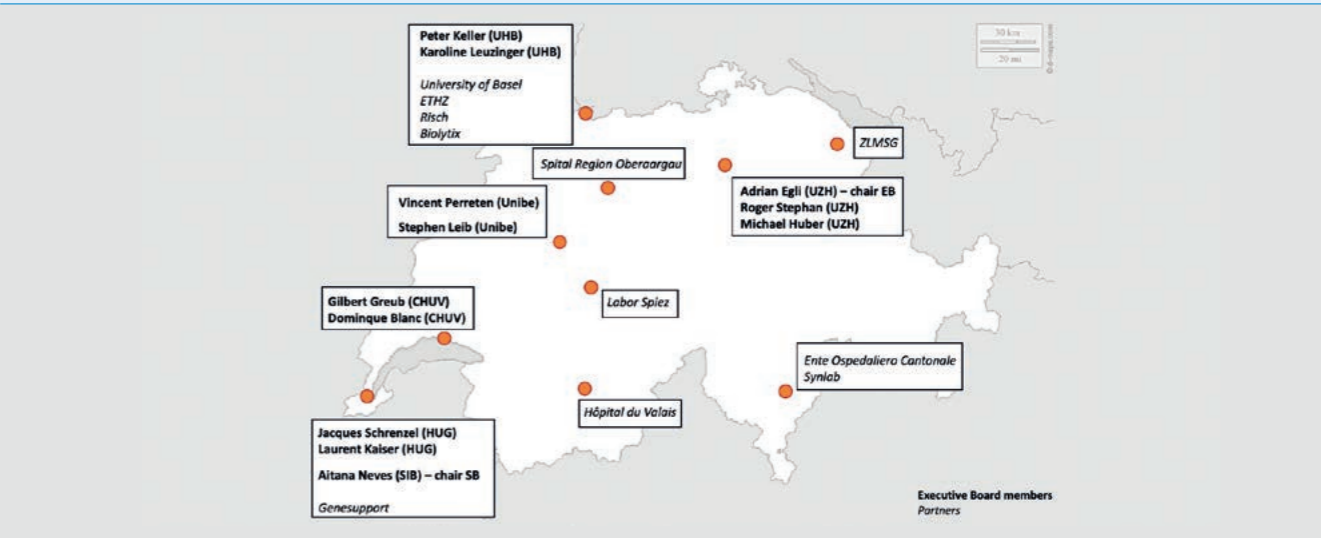 Peter Keller (UHB)
Karoline Leuzinger (UHB)
University of Basel
ETHZ
Risch
Biolytix
30 km
20 mi
© d-maps.com
ZLMSG
Spital Region Oberaargau
Adrian Egli (UZH) – chair EB
Roger Stephan (UZH)
Michael Huber (UZH)
Vincent Perreten (Unibe)
Stephen Leib (Unibe)
Labor Spiez
Gilbert Greub (CHUV)
Dominque Blanc (CHUV)
Ente Ospedaliera Cantonale
Synlab
Hôpital du Valais
Jacques Schrenzel (HUG)
Laurent Kaiser (HUG)
Aitana Neves (SIB) – chair SB
Genesupport
Executive Board members
Partners